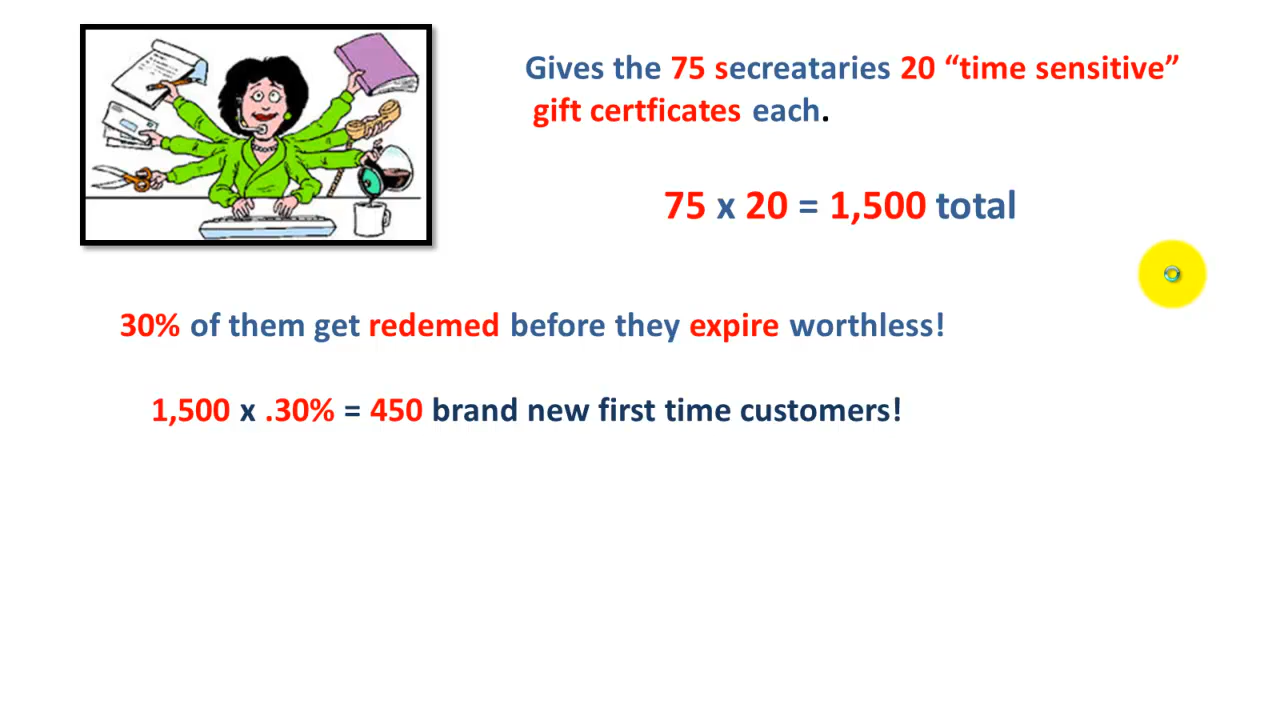 Gives the 75 secreataries 20 “time sensitive”
gift certficates each.
75 x 20 = 1,500 total
30% of them get redemed before they expire worthless!
1,500 x .30% = 450 brand new first time customers!